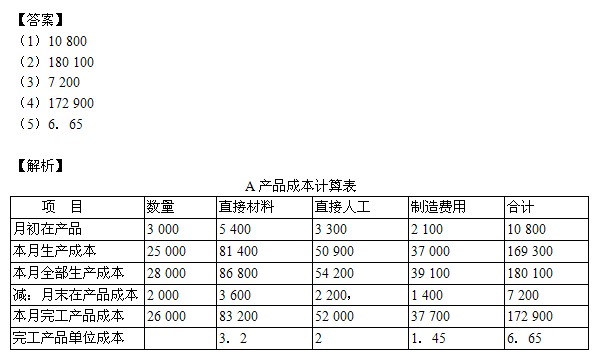 【答案】
（1）10 800
（2）180 100
（3）7 200
（4）172 900
（5）6．65
【解析】
A 产品成本计算表
项 目 数量 直接材料 直接人工 制造费用 合计
月初在产品 3 000 5 400 3 300 2 100 10 800
本月生产成本 25 000 81 400 50 900 37 000 169 300
本月全部生产成本 28 000 86 800 54 200 39 100 180 100
减：月末在产品成本 2 000 3 600 2 200， 1 400 7 200
本月完工产品成本 26 000 83 200 52 000 37 700 172 900
完工产品单位成本 3．2 2 1．45 6．65